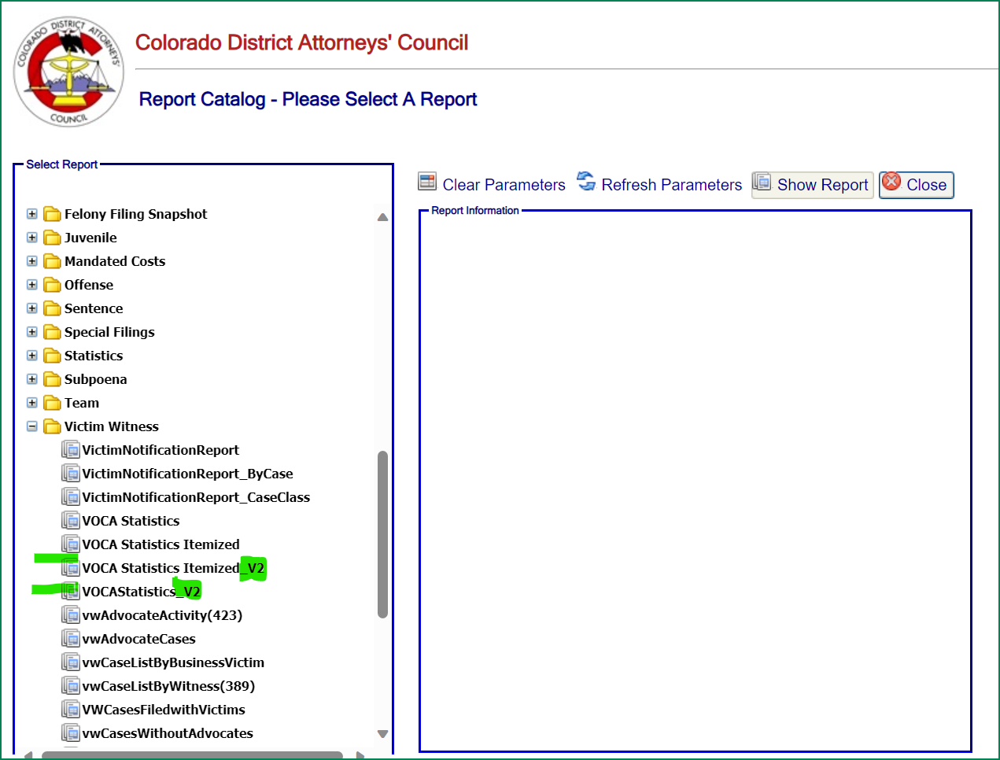 COLORADO DISTRICT ATTORNEYS'
COUNCIL
Colorado District Attorneys' Council
Report Catalog - Please Select A Report
Select Report
Felony Filing Snapshot
Juvenile
Mandated Costs
Offense
Sentence
Special Filings
Statistics
Subpoena
Team
Victim Witness
VictimNotificationReport
VictimNotificationReport_ByCase
VictimNotificationReport_CaseClass
VOCA Statistics
VOCA Statistics Itemized
VOCA Statistics Itemized_V2
VOCAStatistics_V2
vwAdvocateActivity(423)
vwAdvocateCases
vwCaseListByBusinessVictim
vwCaseListByWitness(389)
VWCasesFiledwithVictims
vwCasesWithoutAdvocates
Clear Parameters Refresh Parameters Show Report Close
Report Information